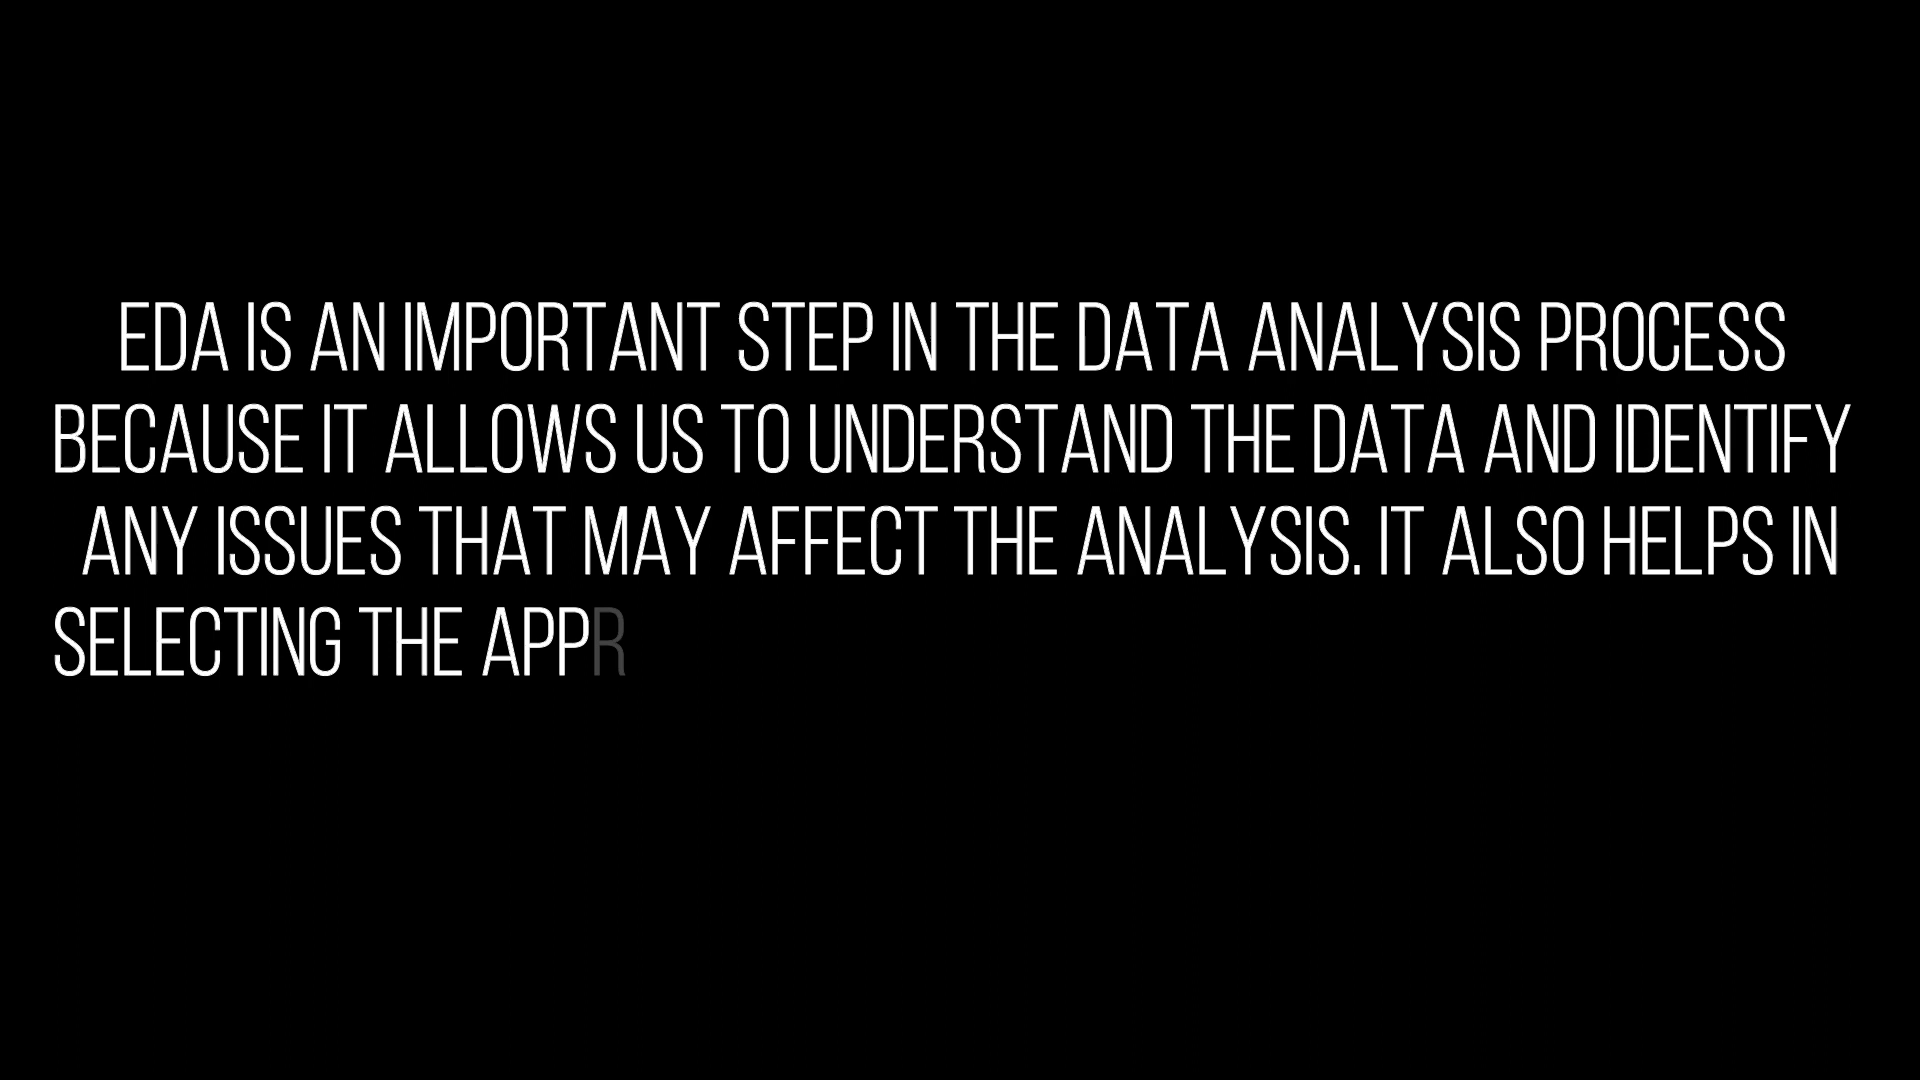 EDA IS AN IMPORTANT STEP IN THE DATA ANALYSIS PROCESS
BECAUSE IT ALLOWS US TO UNDERSTAND THE DATA AND IDENTIFY
ANY ISSUES THAT MAY AFFECT THE ANALYSIS. IT ALSO HELPS IN
SELECTING THE APPR